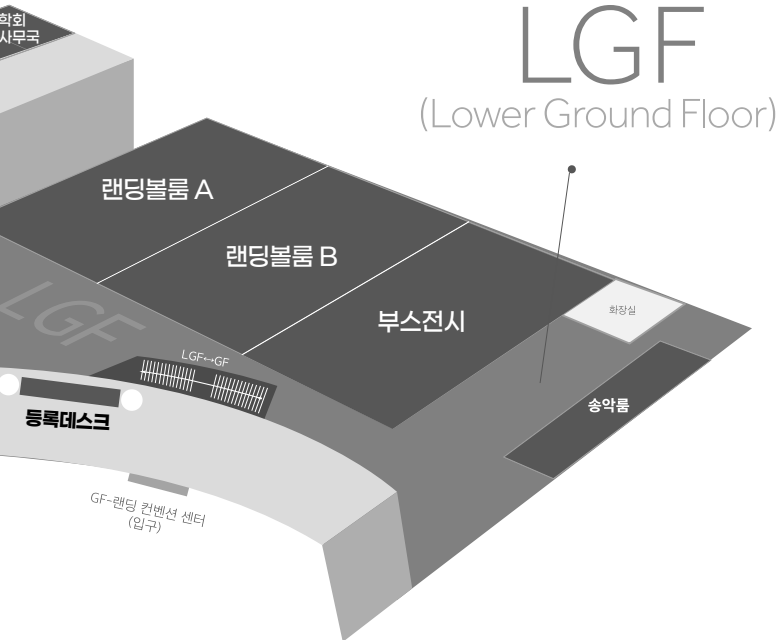 학회
사무국
LGF
(Lower Ground Floor)
랜딩볼룸 A
랜딩볼룸 B
부스전시
화장실
LGF
LGF↔GF
송악룸
등록데스크
GF-랜딩 컨벤션 센터
(입구)